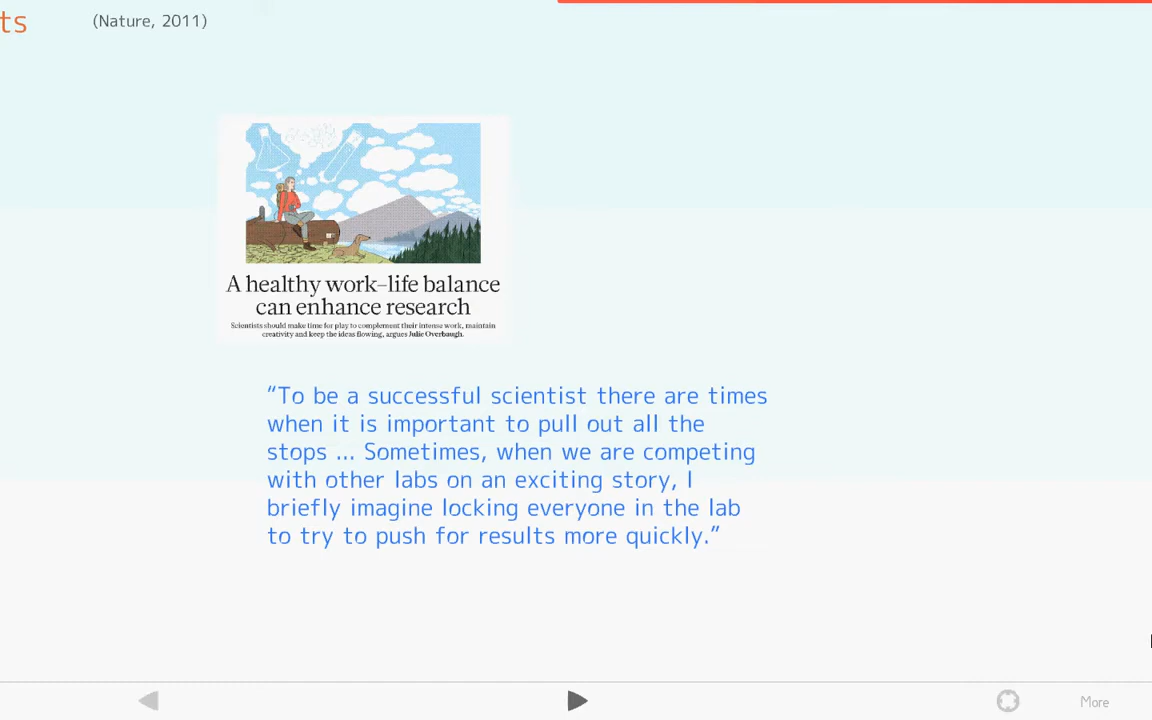 ts (Nature, 2011)
A healthy work–life balance
can enhance research
Scientists should make time for play to complement their intense work, maintain
creativity and keep the ideas flowing, argues Julie Overbaugh.
“To be a successful scientist there are times
when it is important to pull out all the
stops ... Sometimes, when we are competing
with other labs on an exciting story, I
briefly imagine locking everyone in the lab
to try to push for results more quickly.”
More